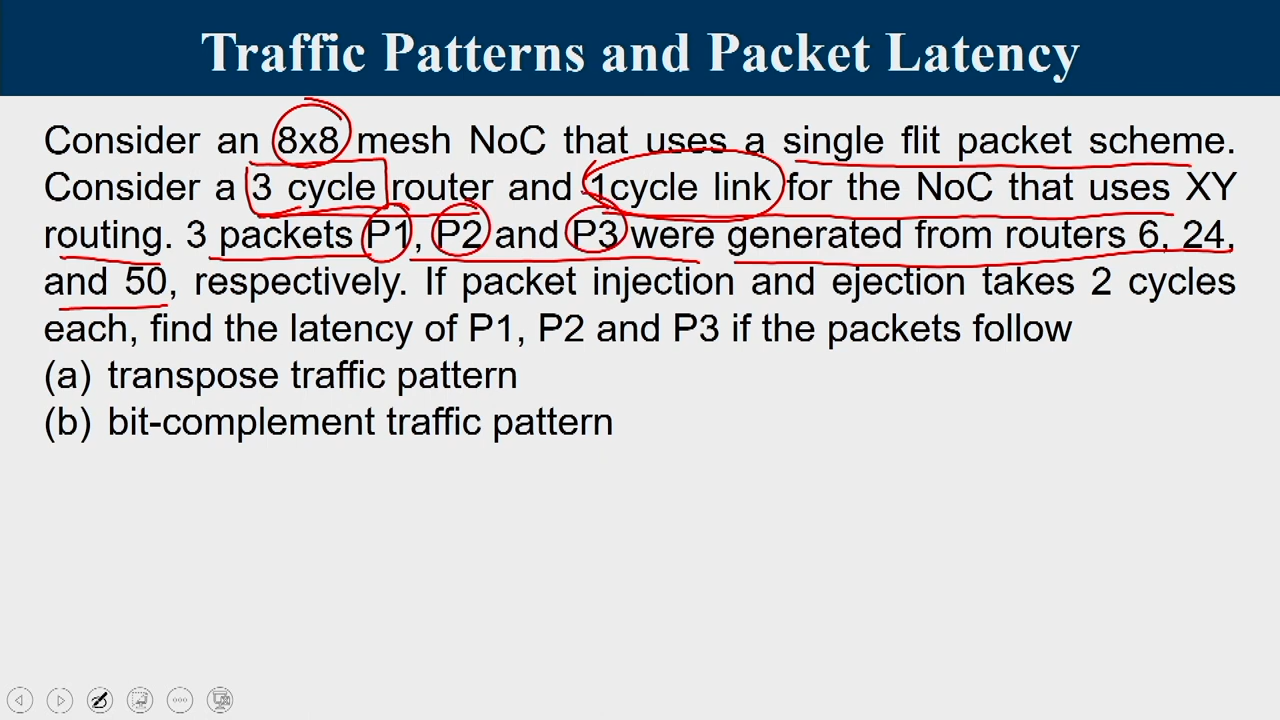 Traffic Patterns and Packet Latency
Consider an 8x8 mesh NoC that uses a single flit packet scheme.
Consider a 3 cycle router and 1cycle link for the NoC that uses XY
routing. 3 packets P1, P2 and P3 were generated from routers 6, 24,
and 50, respectively. If packet injection and ejection takes 2 cycles
each, find the latency of P1, P2 and P3 if the packets follow
(a) transpose traffic pattern
(b) bit-complement traffic pattern